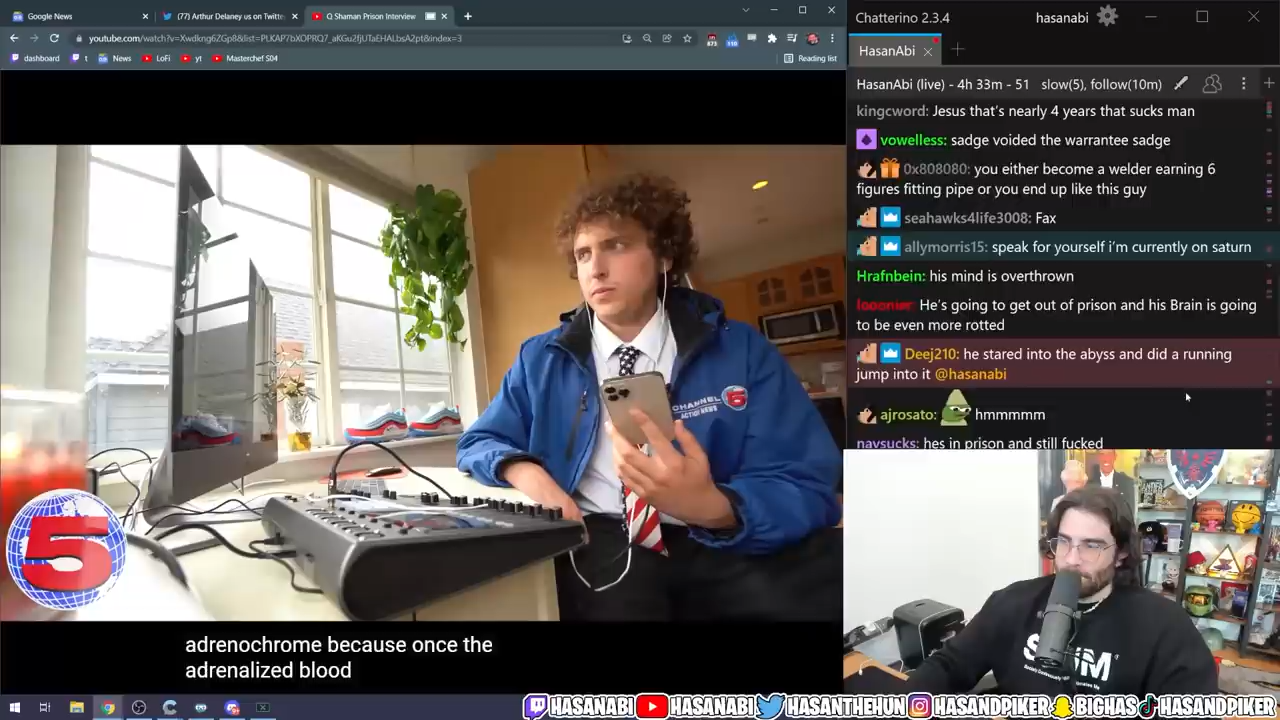 Google News
(77) Arthur Delaney us on Twitte
Q Shaman Prison Interview
youtube.com/watch?v=Xwdkng6ZGp8&list=PLKAP7bXOPRQ7_aKGu2fjUTaEHALbsA2pt&index=3
dashboard
t
News
LoFi
yt
Masterchef S04
Reading list
CHANNEL 5
ACTION NEWS
5
adrenochrome because once the
adrenalized blood
Chatterino 2.3.4
hasanabi
HasanAbi
HasanAbi (live) - 4h 33m - 51
slow(5), follow(10m)
kingcword: Jesus that's nearly 4 years that sucks man
vowelless: sadge voided the warrantee sadge
0x808080: you either become a welder earning 6
figures fitting pipe or you end up like this guy
seahawks4life3008: Fax
allymorris15: speak for yourself i'm currently on saturn
Hrafnbein: his mind is overthrown
He's going to get out of prison and his Brain is going
to be even more rotted
Deej210: he stared into the abyss and did a running
jump into it @hasanabi
ajrosato: hmmmmm
navsucks: hes in prison and still fucked
HASANABI
HASANABI
HASANTHEHUN
HASANDPIKER
BIGHAS
HASANDPIKER